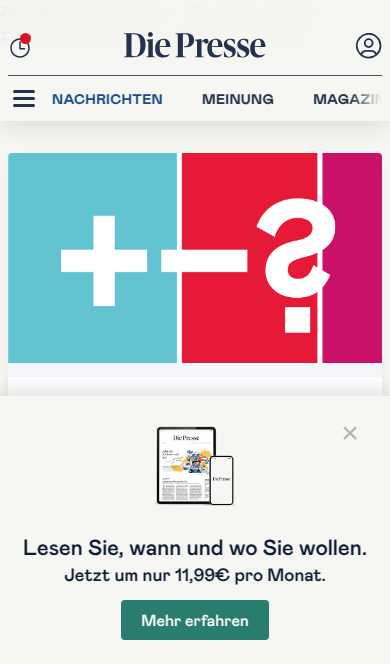 Die Presse
NACHRICHTEN MEINUNG MAGAZIN
+ − ?
Die Presse
Die Presse
Lesen Sie, wann und wo Sie wollen.
Jetzt um nur 11,99€ pro Monat.
Mehr erfahren